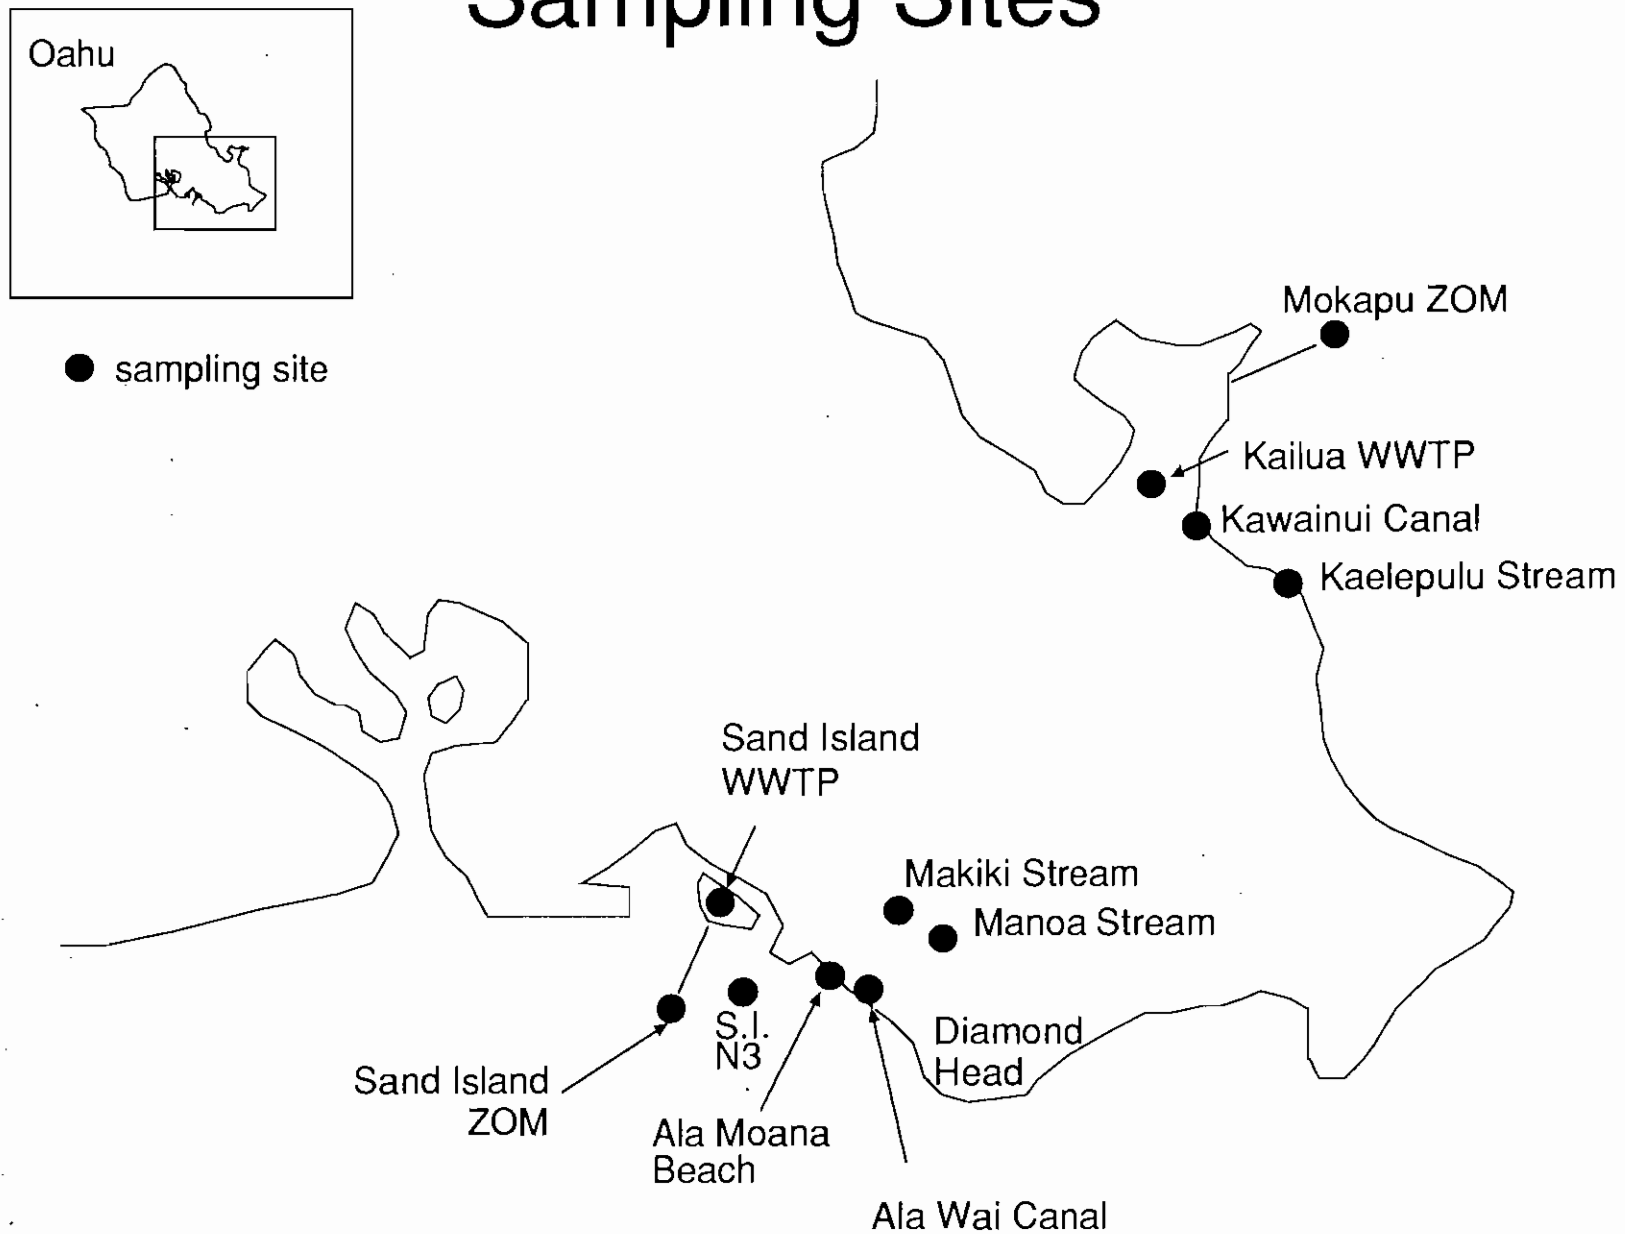 Sampling Sites
Oahu
sampling site
Mokapu ZOM
Kailua WWTP
Kawainui Canal
Kaelepulu Stream
Sand Island
WWTP
Makiki Stream
Manoa Stream
S.I.
N3
Diamond
Head
Sand Island
ZOM
Ala Moana
Beach
Ala Wai Canal